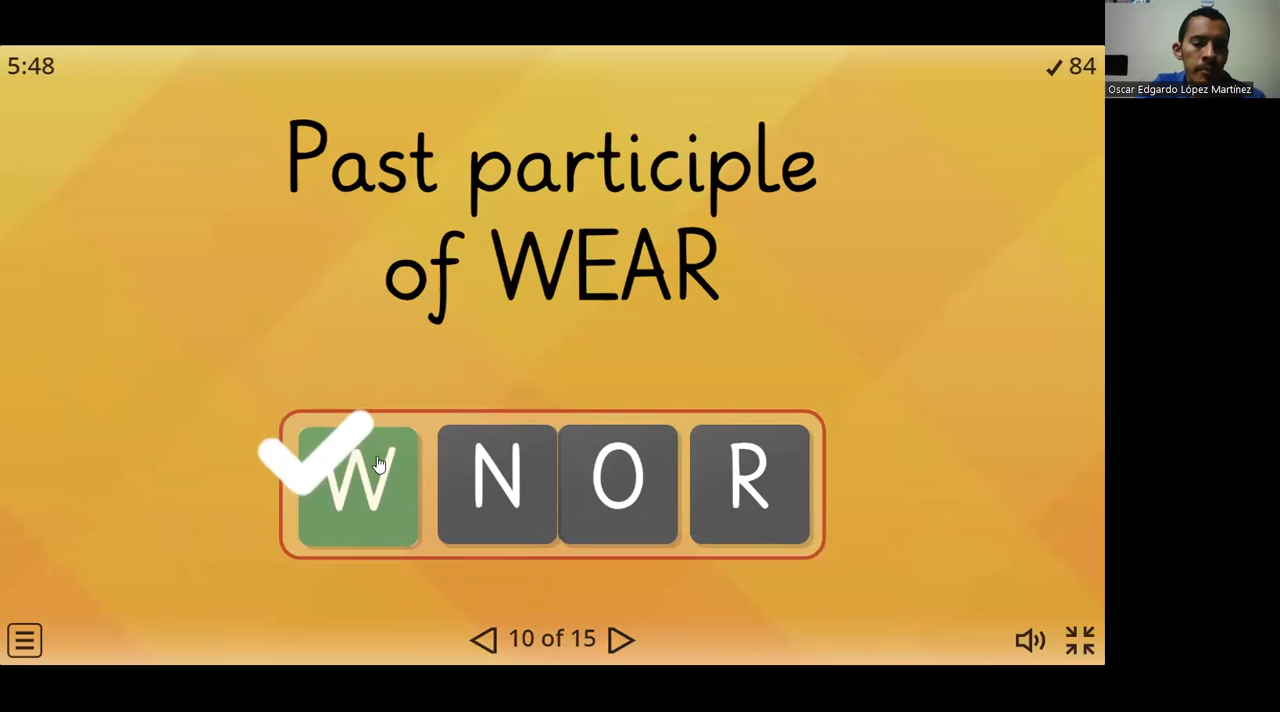 5:48
84
Oscar Edgardo López Martínez
Past participle
of WEAR
W N O R
10 of 15